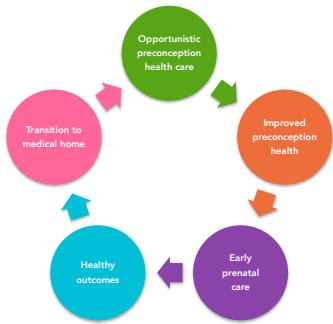 Opportunistic
preconception
health care
Improved
preconception
health
Early
prenatal
care
Healthy
outcomes
Transition to
medical home